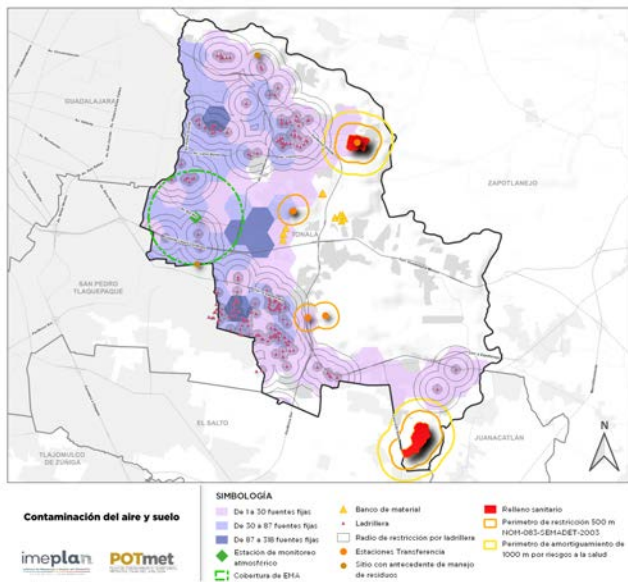 GUADALAJARA
ZAPOTLANEJO
TONALÁ
SAN PEDRO
TLAQUEPAQUE
EL SALTO
TLAJOMULCO
DE ZÚÑIGA
JUANACATLÁN
N
Contaminación del aire y suelo
imeplan
POTmet
SIMBOLOGÍA
De 1 a 30 fuentes fijas
De 30 a 87 fuentes fijas
De 87 a 318 fuentes fijas
Estación de monitoreo
atmosférico
Cobertura de EMA
Banco de material
Ladrillera
Radio de restricción por ladrillera
Estaciones Transferencia
Sitio con antecedente de manejo
de residuos
Relleno sanitario
Perímetro de restricción 500 m
NOM-083-SEMADET-2003
Perímetro de amortiguamiento de
1000 m por riesgos a la salud